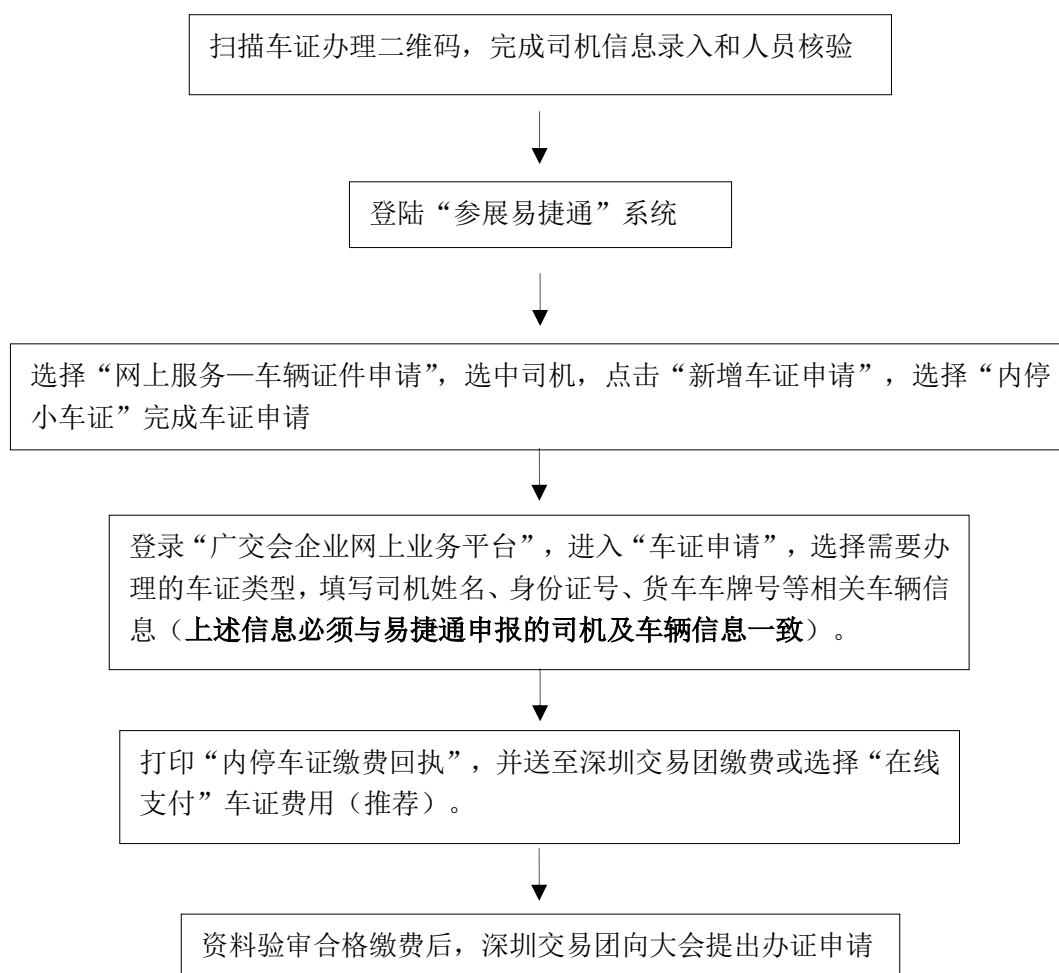 扫描车证办理二维码，完成司机信息录入和人员核验
登陆“参展易捷通”系统
选择“网上服务—车辆证件申请”，选中司机，点击“新增车证申请”，选择“内停
小车证”完成车证申请
登录“广交会企业网上业务平台”，进入“车证申请”，选择需要办
理的车证类型，填写司机姓名、身份证号、货车车牌号等相关车辆信
息（上述信息必须与易捷通申报的司机及车辆信息一致）。
打印“内停车证缴费回执”，并送至深圳交易团缴费或选择“在线
支付”车证费用（推荐）。
资料验审合格缴费后，深圳交易团向大会提出办证申请